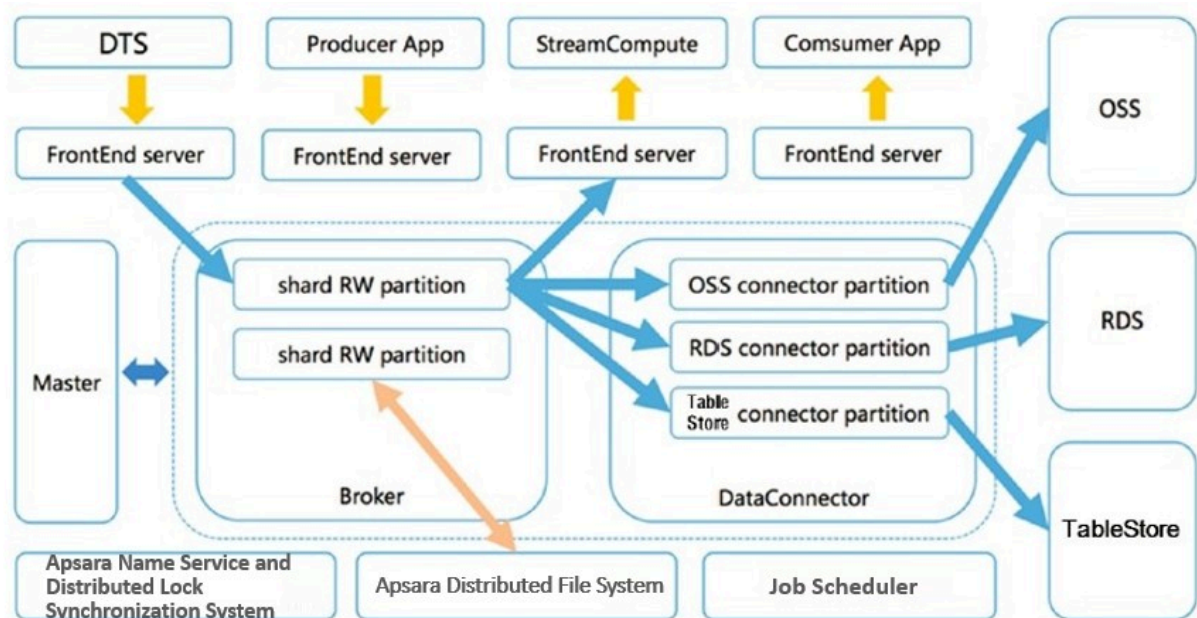 DTS
Producer App
StreamCompute
Comsumer App
OSS
FrontEnd server
FrontEnd server
FrontEnd server
FrontEnd server
shard RW partition
OSS connector partition
RDS
shard RW partition
RDS connector partition
Master
Table
Store connector partition
Broker
DataConnector
TableStore
Apsara Name Service and
Distributed Lock
Synchronization System
Apsara Distributed File System
Job Scheduler